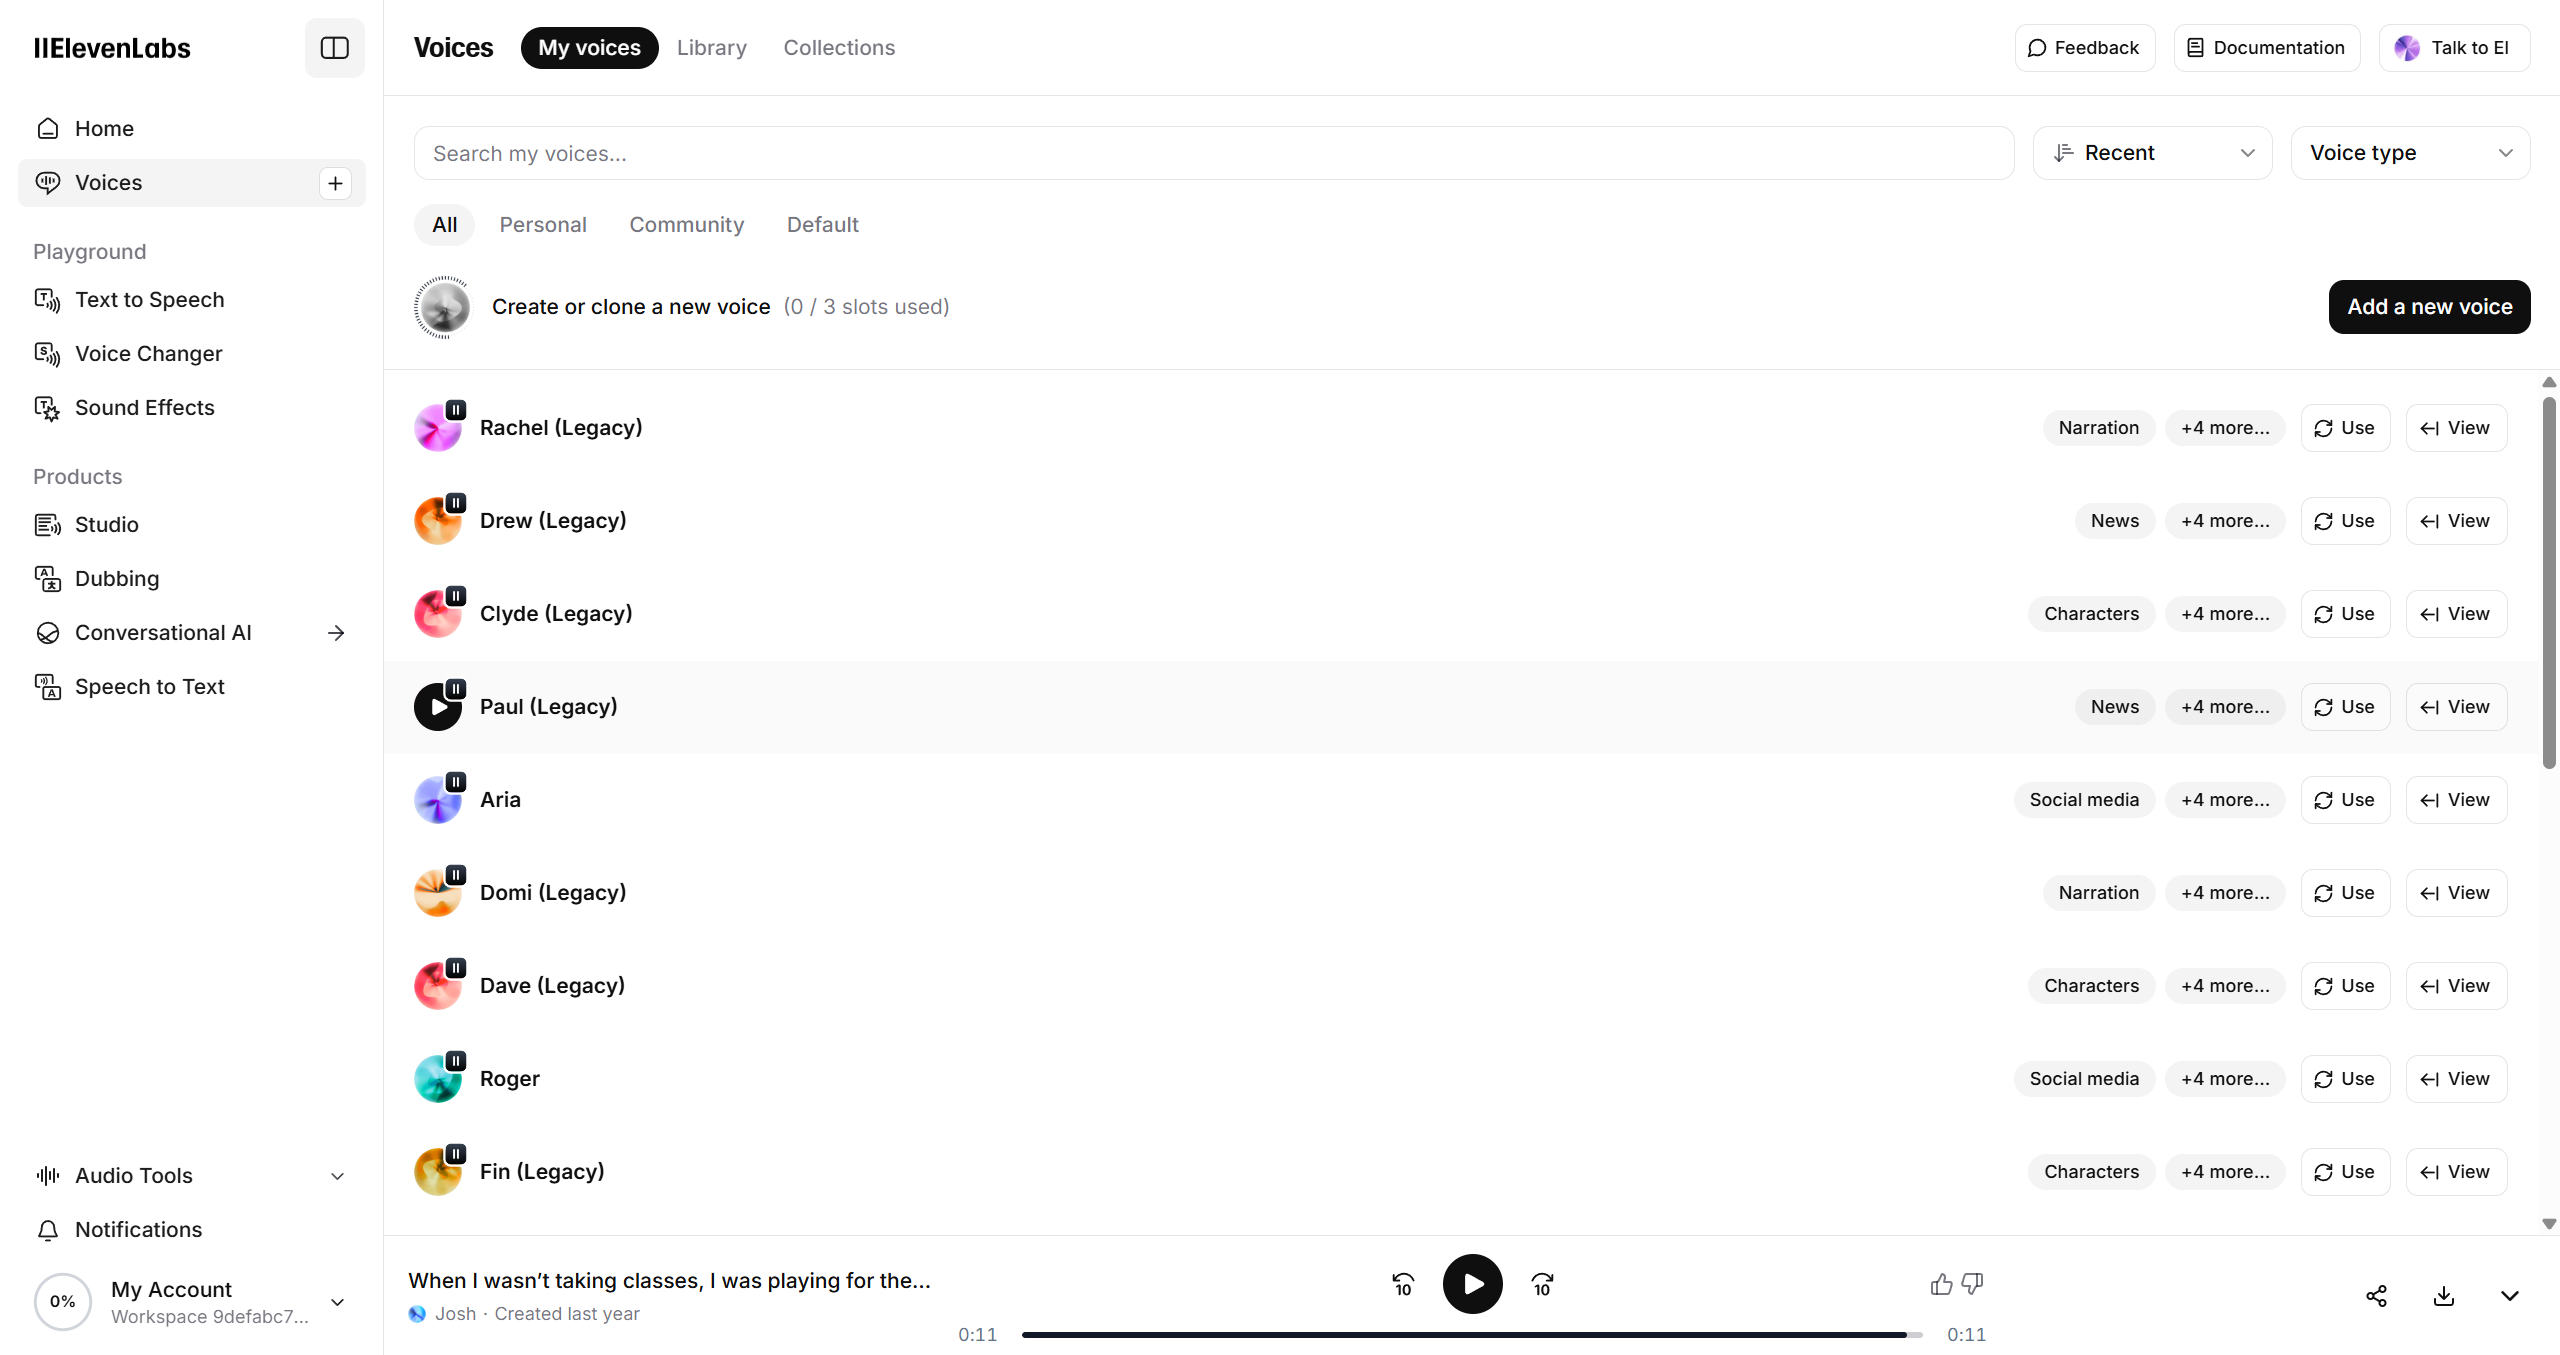 IIElevenLabs
Home
Voices
Playground
Text to Speech
Voice Changer
Sound Effects
Products
Studio
Dubbing
Conversational AI
Speech to Text
Audio Tools
Notifications
0%
My Account
Workspace 9defabc7...
Voices My voices Library Collections
Feedback Documentation Talk to El
Search my voices...
Recent
Voice type
All Personal Community Default
Create or clone a new voice (0 / 3 slots used)
Add a new voice
Rachel (Legacy) Narration +4 more... Use View
Drew (Legacy) News +4 more... Use View
Clyde (Legacy) Characters +4 more... Use View
Paul (Legacy) News +4 more... Use View
Aria Social media +4 more... Use View
Domi (Legacy) Narration +4 more... Use View
Dave (Legacy) Characters +4 more... Use View
Roger Social media +4 more... Use View
Fin (Legacy) Characters +4 more... Use View
When I wasn’t taking classes, I was playing for the...
Josh · Created last year
10 10
0:11 0:11